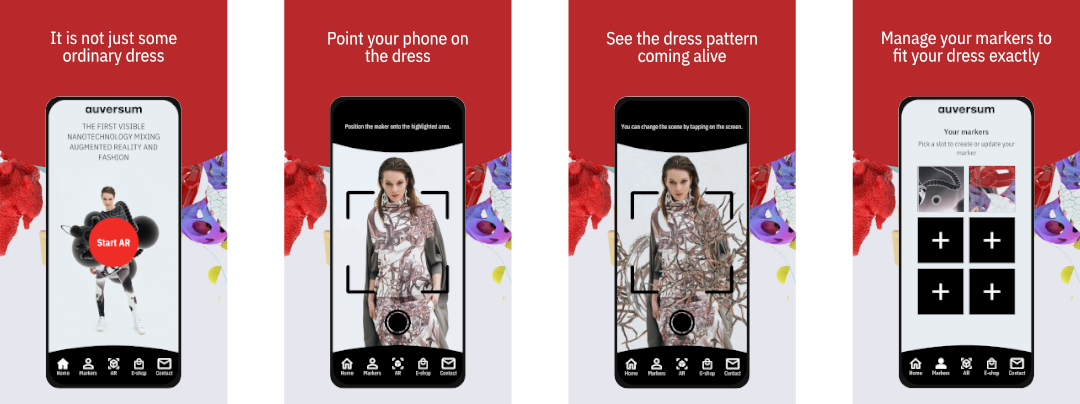 It is not just some
ordinary dress
auversum
THE FIRST VISIBLE
NANOTECHNOLOGY MIXING
AUGMENTED REALITY AND
FASHION
Start AR
Home Markers AR E-shop Contact
Point your phone on
the dress
Position the maker onto the highlighted area.
Home Markers AR E-shop Contact
See the dress pattern
coming alive
You can change the scene by tapping on the screen.
Home Markers AR E-shop Contact
Manage your markers to
fit your dress exactly
auversum
Your markers
Pick a slot to create or update your
marker
Home Markers AR E-shop Contact